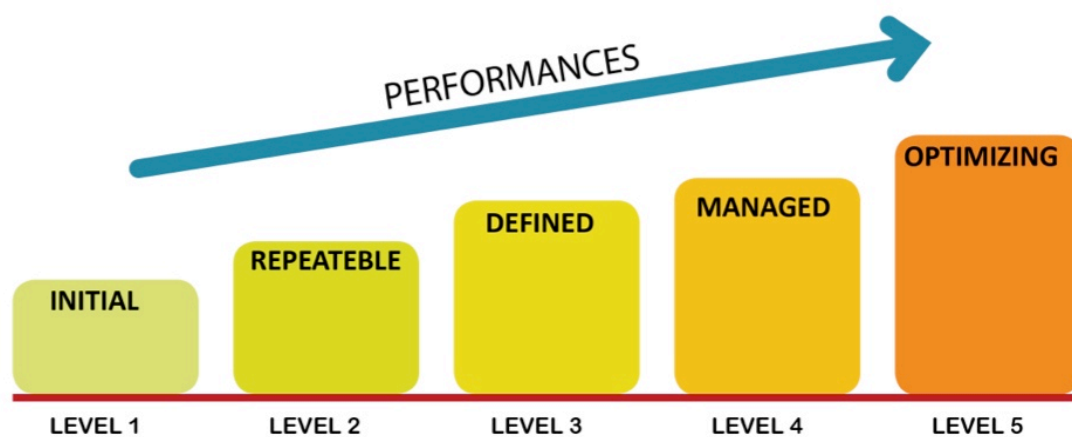 PERFORMANCES
OPTIMIZING
MANAGED
DEFINED
REPEATEBLE
INITIAL
LEVEL 1
LEVEL 2
LEVEL 3
LEVEL 4
LEVEL 5